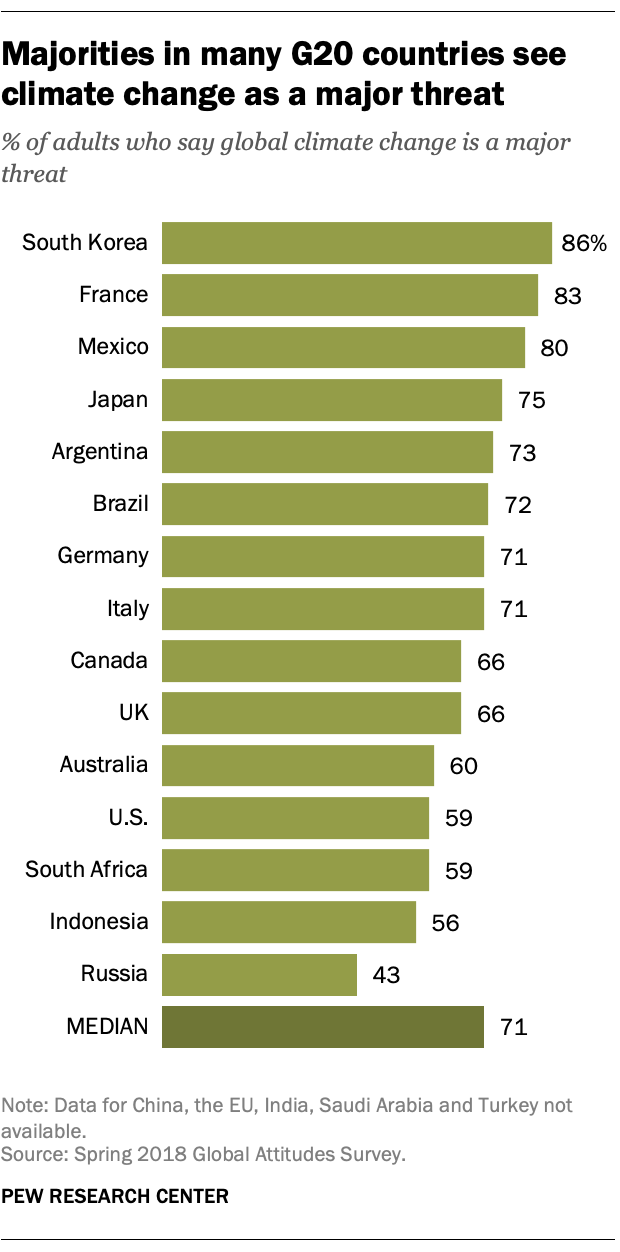 Majorities in many G20 countries see
climate change as a major threat
% of adults who say global climate change is a major
threat
South Korea 86%
France 83
Mexico 80
Japan 75
Argentina 73
Brazil 72
Germany 71
Italy 71
Canada 66
UK 66
Australia 60
U.S. 59
South Africa 59
Indonesia 56
Russia 43
MEDIAN 71
Note: Data for China, the EU, India, Saudi Arabia and Turkey not
available.
Source: Spring 2018 Global Attitudes Survey.
PEW RESEARCH CENTER